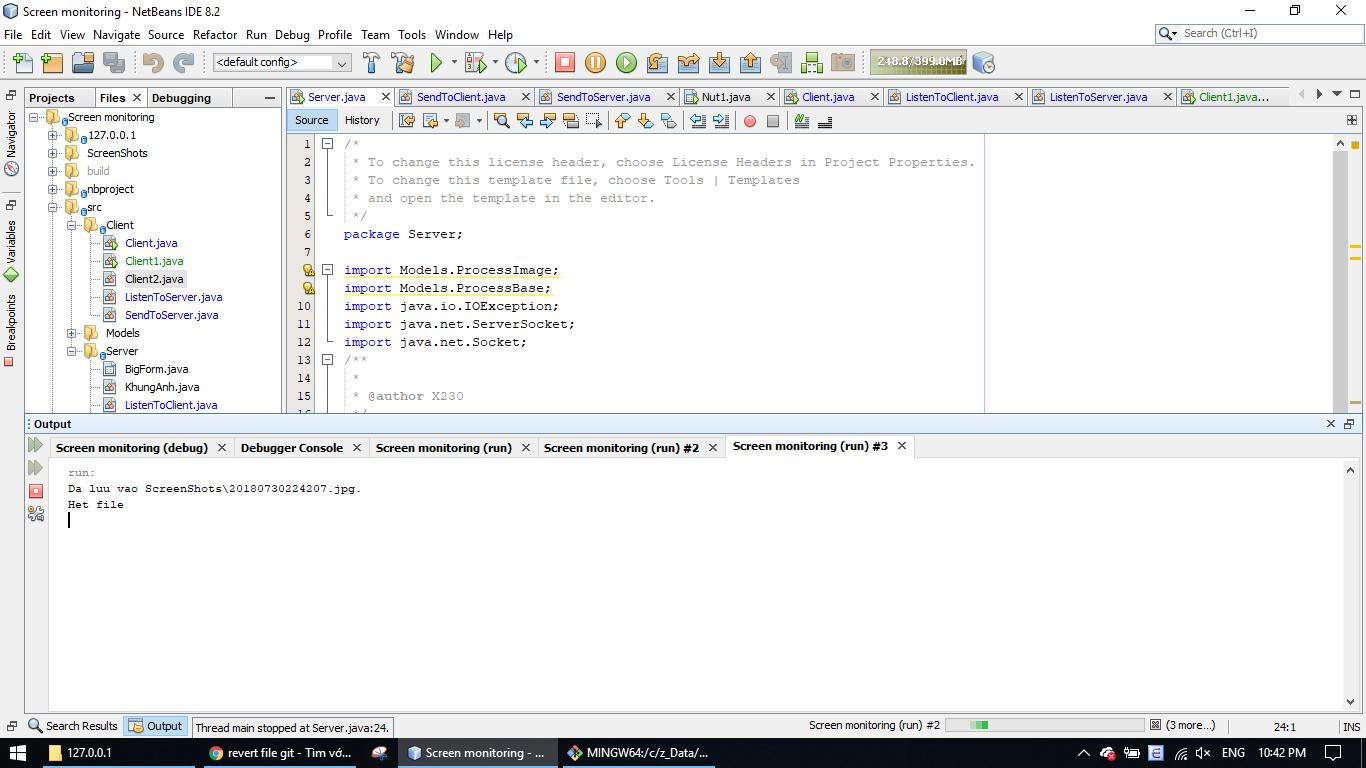 Screen monitoring - NetBeans IDE 8.2
File Edit View Navigate Source Refactor Run Debug Profile Team Tools Window Help
Search (Ctrl+I)
<default config>
248.8/399.0MB
Projects Files Debugging
Server.java SendToClient.java SendToServer.java Nut1.java Client.java ListenToClient.java ListenToServer.java Client1.java...
Navigator
Variables
Breakpoints
Screen monitoring
127.0.0.1
ScreenShots
build
nbproject
src
Client
Client.java
Client1.java
Client2.java
ListenToServer.java
SendToServer.java
Models
Server
BigForm.java
KhungAnh.java
ListenToClient.java
Source History
1 /*
2 * To change this license header, choose License Headers in Project Properties.
3 * To change this template file, choose Tools | Templates
4 * and open the template in the editor.
5 */
6 package Server;
7
import Models.ProcessImage;
import Models.ProcessBase;
10 import java.io.IOException;
11 import java.net.ServerSocket;
12 import java.net.Socket;
13 /**
14 *
15 * @author X230
16 */
Output
Screen monitoring (debug) Debugger Console Screen monitoring (run) Screen monitoring (run) #2 Screen monitoring (run) #3
run:
Da luu vao ScreenShots\20180730224207.jpg.
Het file
Search Results Output Thread main stopped at Server.java:24. Screen monitoring (run) #2 (3 more...) 24:1 INS
127.0.0.1 revert file git - Tìm vớ... Screen monitoring - ... MINGW64:/c/z_Data/... ENG 10:42 PM